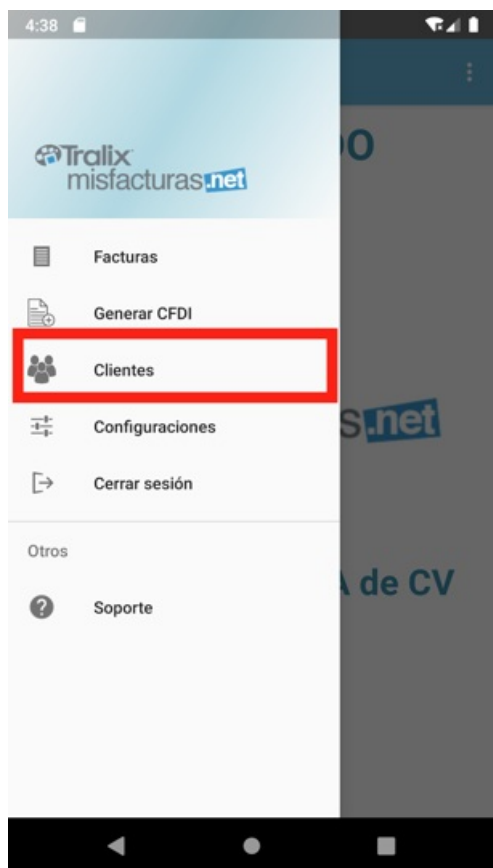 4:38
Tralix
misfacturas.net
Facturas
Generar CFDI
Clientes
Configuraciones
Cerrar sesión
Otros
Soporte
s.net
de CV